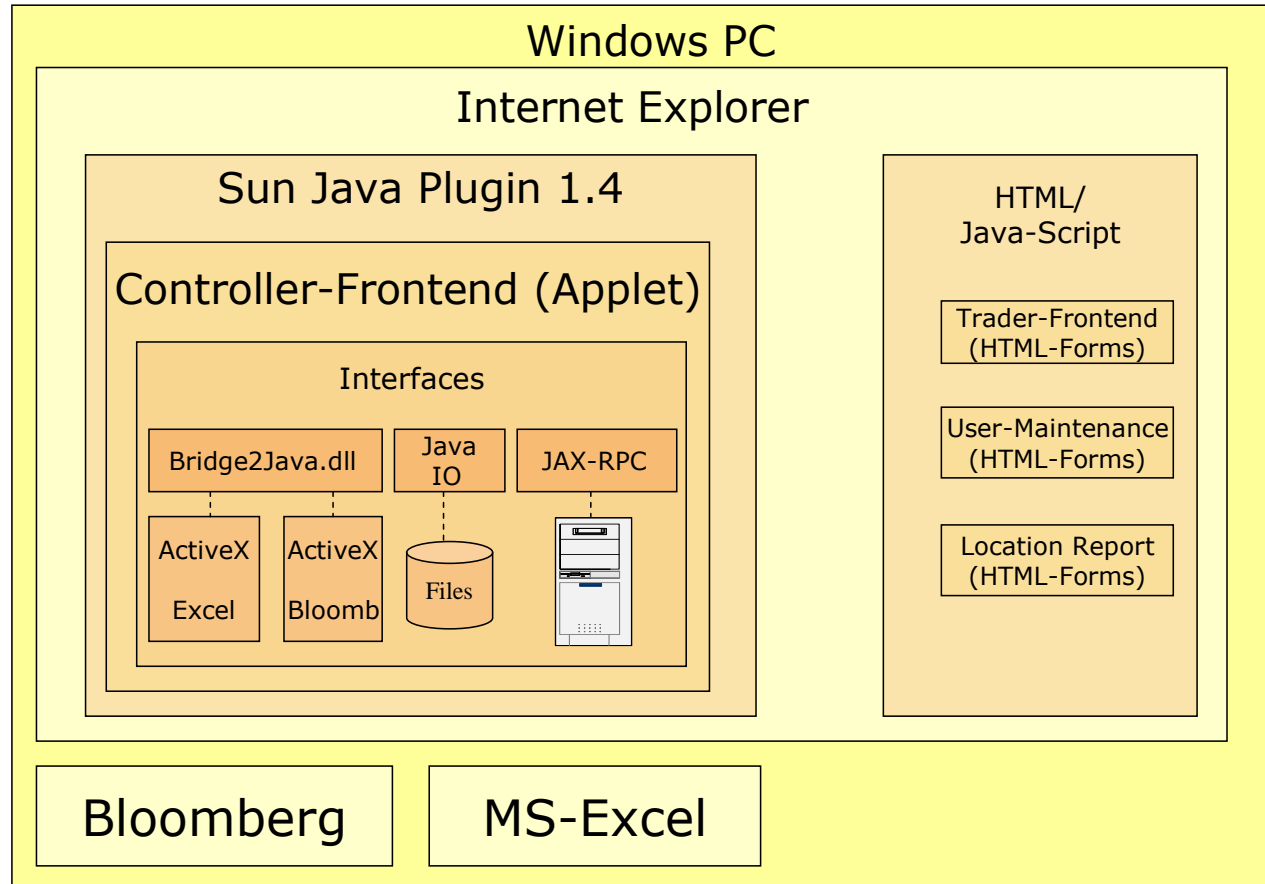 Windows PC
Internet Explorer
Sun Java Plugin 1.4
Controller-Frontend (Applet)
Interfaces
Bridge2Java.dll
Java
IO
JAX-RPC
ActiveX
Excel
ActiveX
Bloomb
Files
HTML/
Java-Script
Trader-Frontend
(HTML-Forms)
User-Maintenance
(HTML-Forms)
Location Report
(HTML-Forms)
Bloomberg
MS-Excel